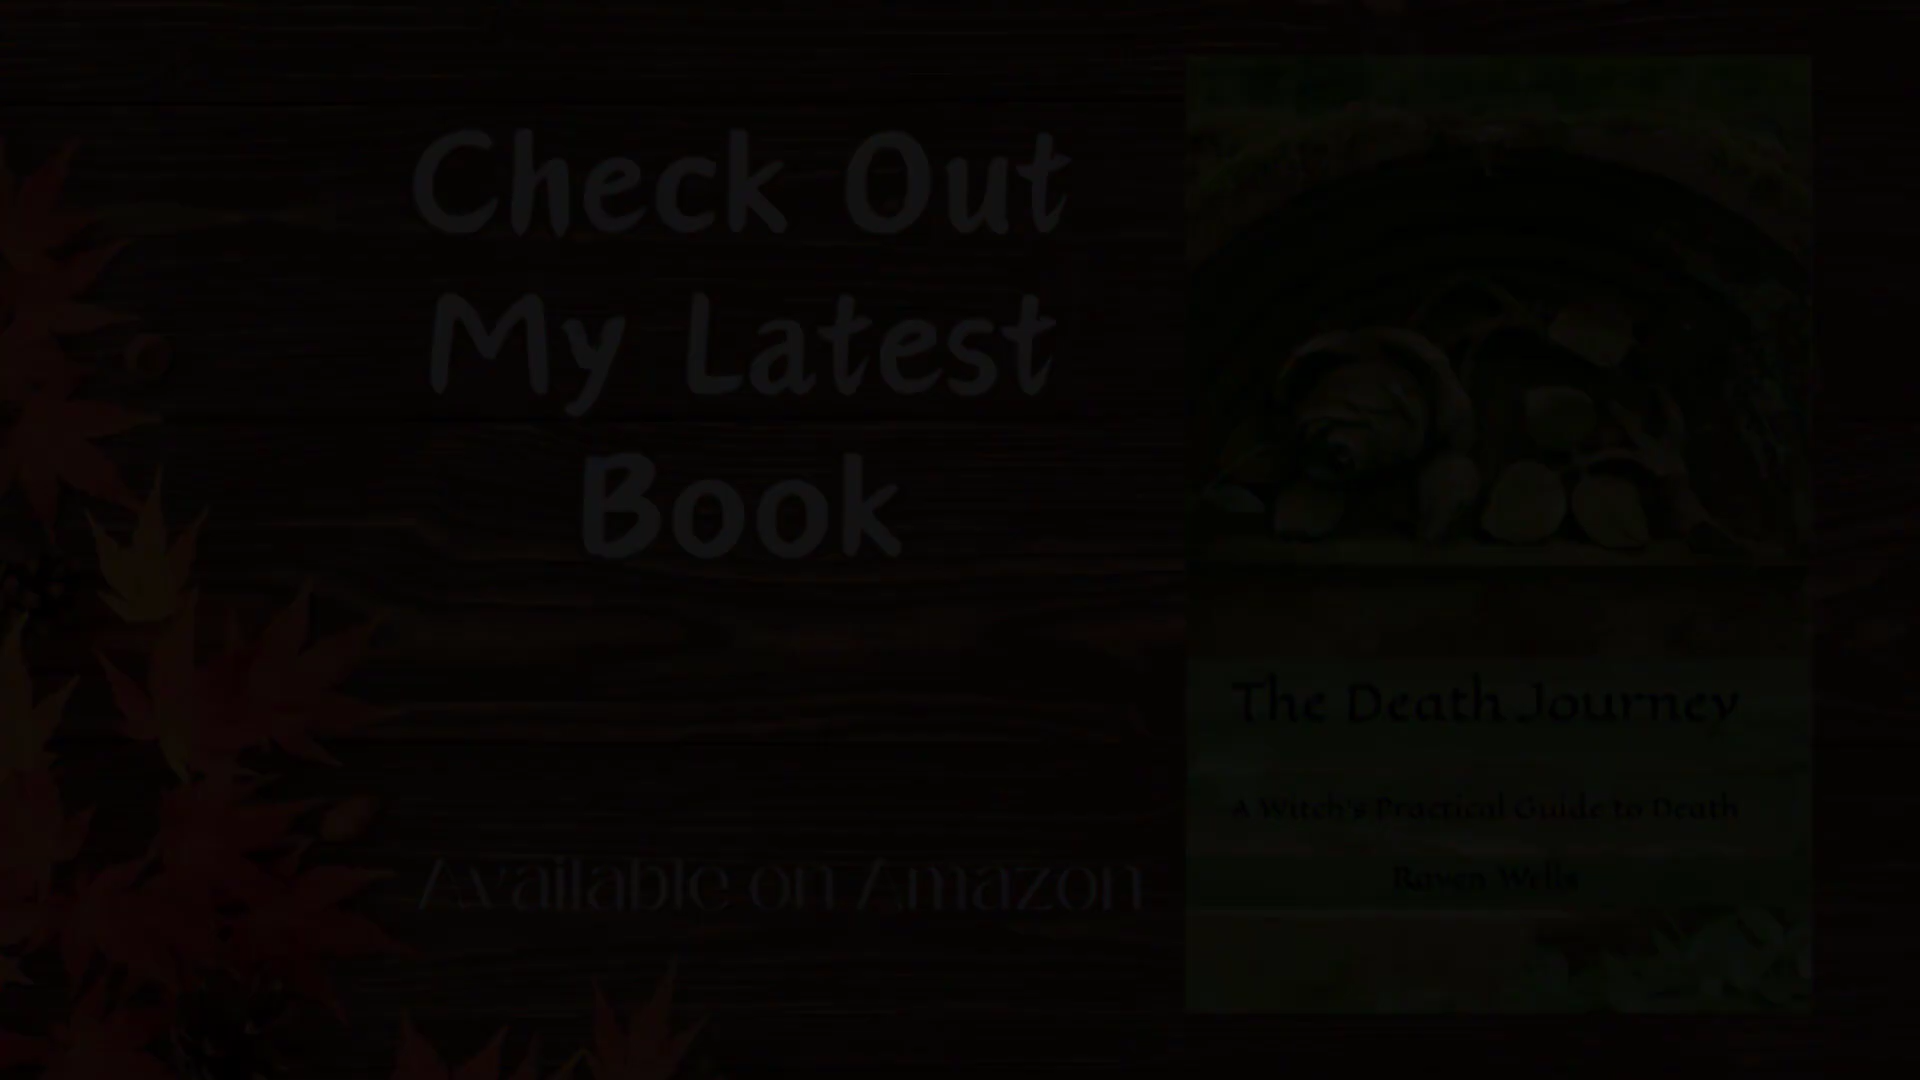 Check Out
My Latest
Book
Available on Amazon
The Death Journey
A Witch's Practical Guide to Death
Raven Wells